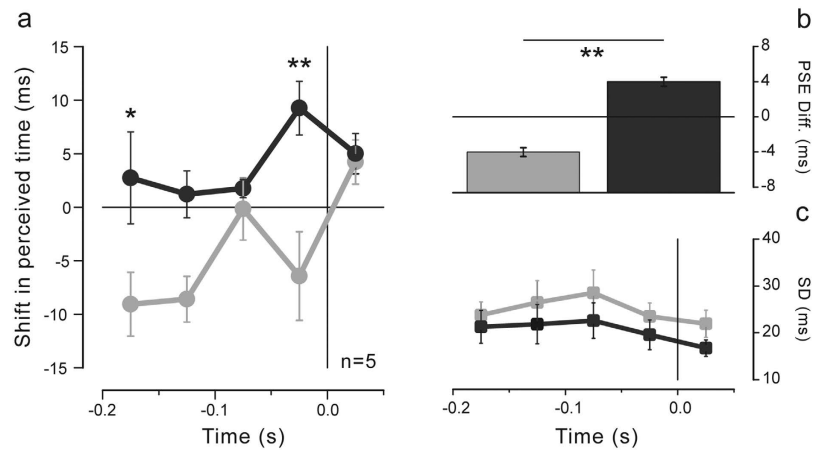 a
Shift in perceived time (ms)
15
10
5
0
-5
-10
-15
*
**
n=5
-0.2
-0.1
0.0
Time (s)
b
**
8
4
0
-4
-8
PSE Diff. (ms)
c
40
30
20
10
SD (ms)
-0.2
-0.1
0.0
Time (s)